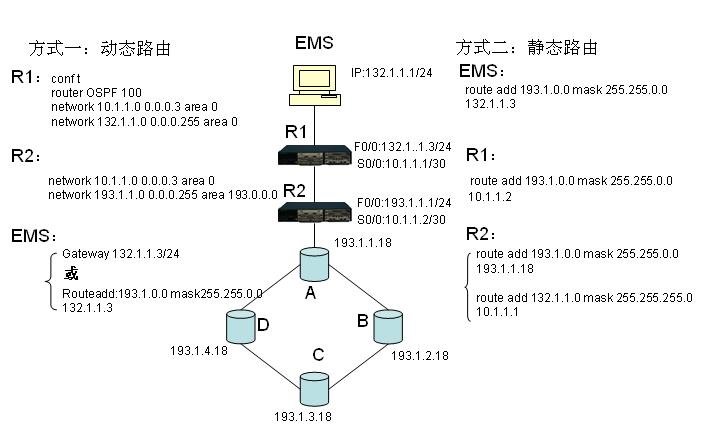 方式一：动态路由
R1：
conf t
router OSPF 100
network 10.1.1.0 0.0.0.3 area 0
network 132.1.1.0 0.0.0.255 area 0
R2：
network 10.1.1.0 0.0.0.3 area 0
network 193.1.1.0 0.0.0.255 area 193.0.0.0
EMS：
Gateway 132.1.1.3/24
或
Routeadd:193.1.0.0 mask255.255.0.0
132.1.1.3
EMS
IP:132.1.1.1/24
R1
F0/0:132.1..1.3/24
S0/0:10.1.1.1/30
R2
F0/0:193.1.1.1/24
S0/0:10.1.1.2/30
193.1.1.18
A
D
B
193.1.4.18
193.1.2.18
C
193.1.3.18
方式二：静态路由
EMS：
route add 193.1.0.0 mask 255.255.0.0
132.1.1.3
R1：
route add 193.1.0.0 mask 255.255.0.0
10.1.1.2
R2：
route add 193.1.0.0 mask 255.255.0.0
193.1.1.18
route add 132.1.1.0 mask 255.255.255.0
10.1.1.1